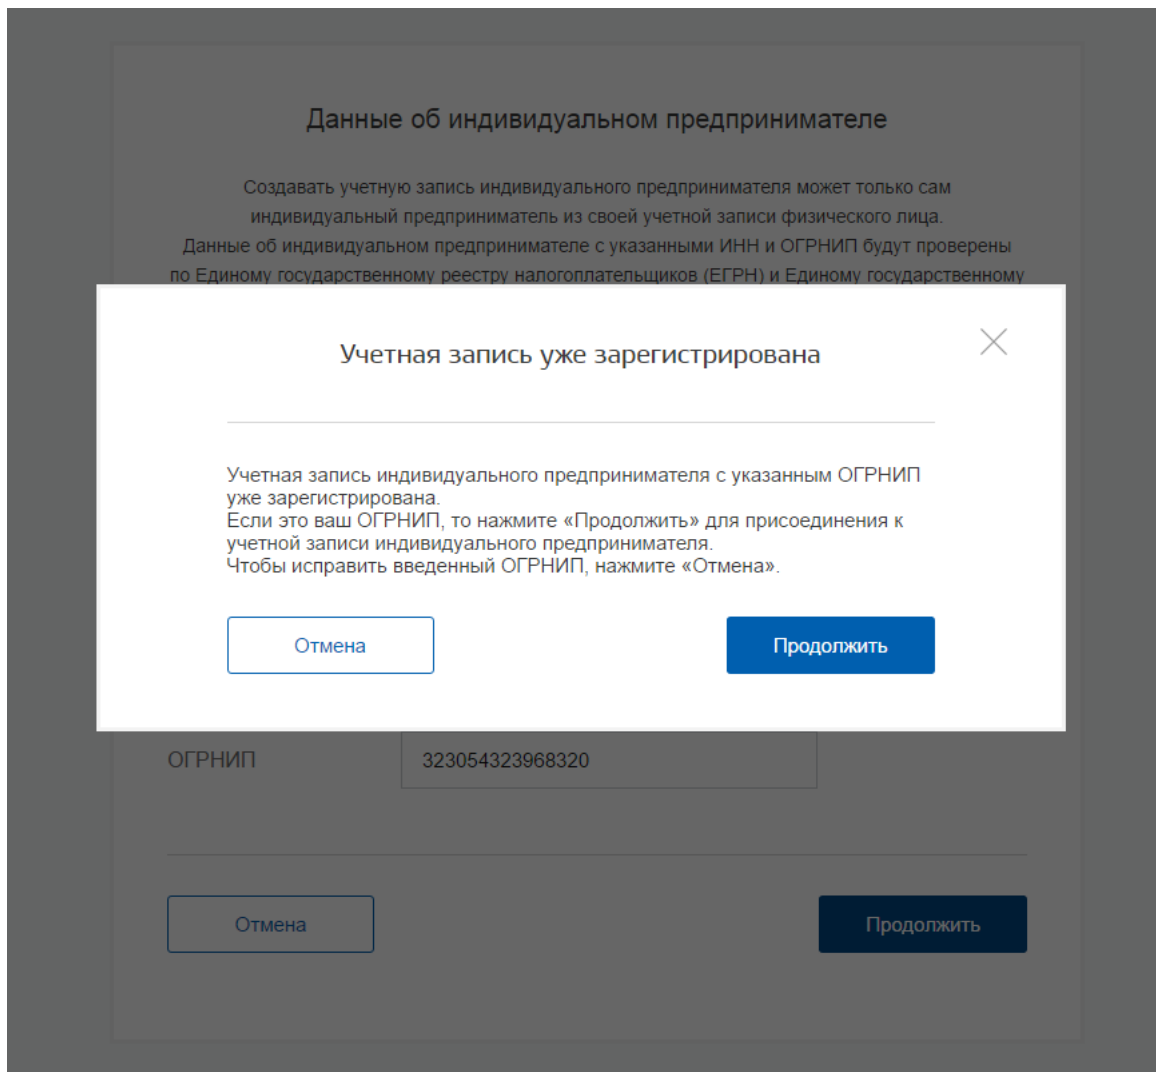 Данные об индивидуальном предпринимателе
Создавать учетную запись индивидуального предпринимателя может только сам
индивидуальный предприниматель из своей учетной записи физического лица.
Данные об индивидуальном предпринимателе с указанными ИНН и ОГРНИП будут проверены
по Единому государственному реестру налогоплательщиков (ЕГРН) и Единому государственному
Учетная запись уже зарегистрирована
Учетная запись индивидуального предпринимателя с указанным ОГРНИП
уже зарегистрирована.
Если это ваш ОГРНИП, то нажмите «Продолжить» для присоединения к
учетной записи индивидуального предпринимателя.
Чтобы исправить введенный ОГРНИП, нажмите «Отмена».
Отмена
Продолжить
ОГРНИП
323054323968320
Отмена
Продолжить